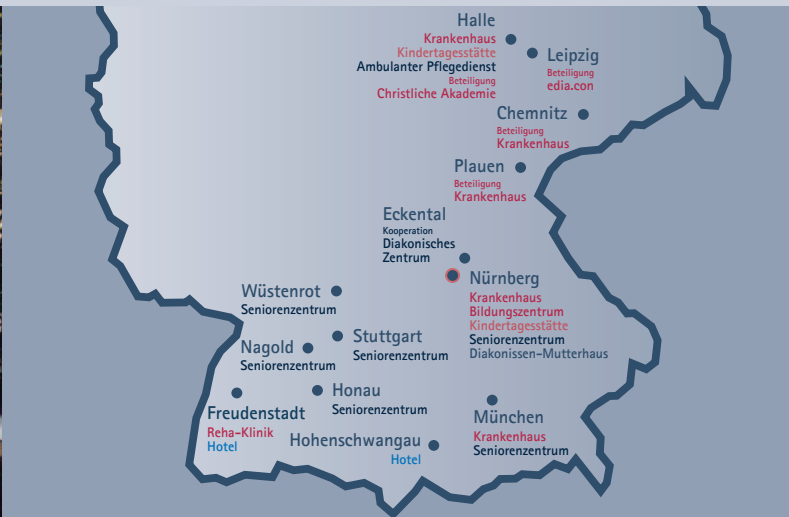 Halle
Krankenhaus
Kindertagesstätte
Ambulanter Pflegedienst
Beteiligung
Christliche Akademie
Leipzig
Beteiligung
edia.con
Chemnitz
Beteiligung
Krankenhaus
Plauen
Beteiligung
Krankenhaus
Eckental
Kooperation
Diakonisches
Zentrum
Nürnberg
Krankenhaus
Bildungszentrum
Kindertagesstätte
Seniorenzentrum
Diakonissen-Mutterhaus
Wüstenrot
Seniorenzentrum
Stuttgart
Seniorenzentrum
Nagold
Seniorenzentrum
Honau
Seniorenzentrum
Freudenstadt
Reha-Klinik
Hotel
München
Krankenhaus
Seniorenzentrum
Hohenschwangau
Hotel